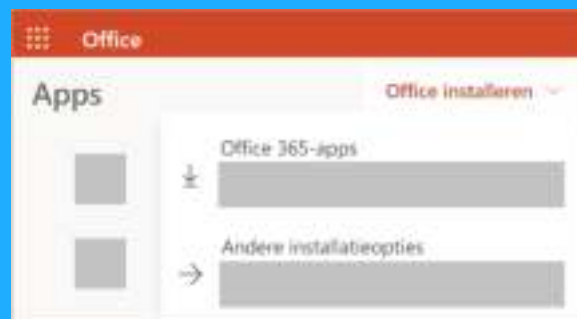 Office
Apps
Office installeren
Office 365-apps
Andere installatieopties